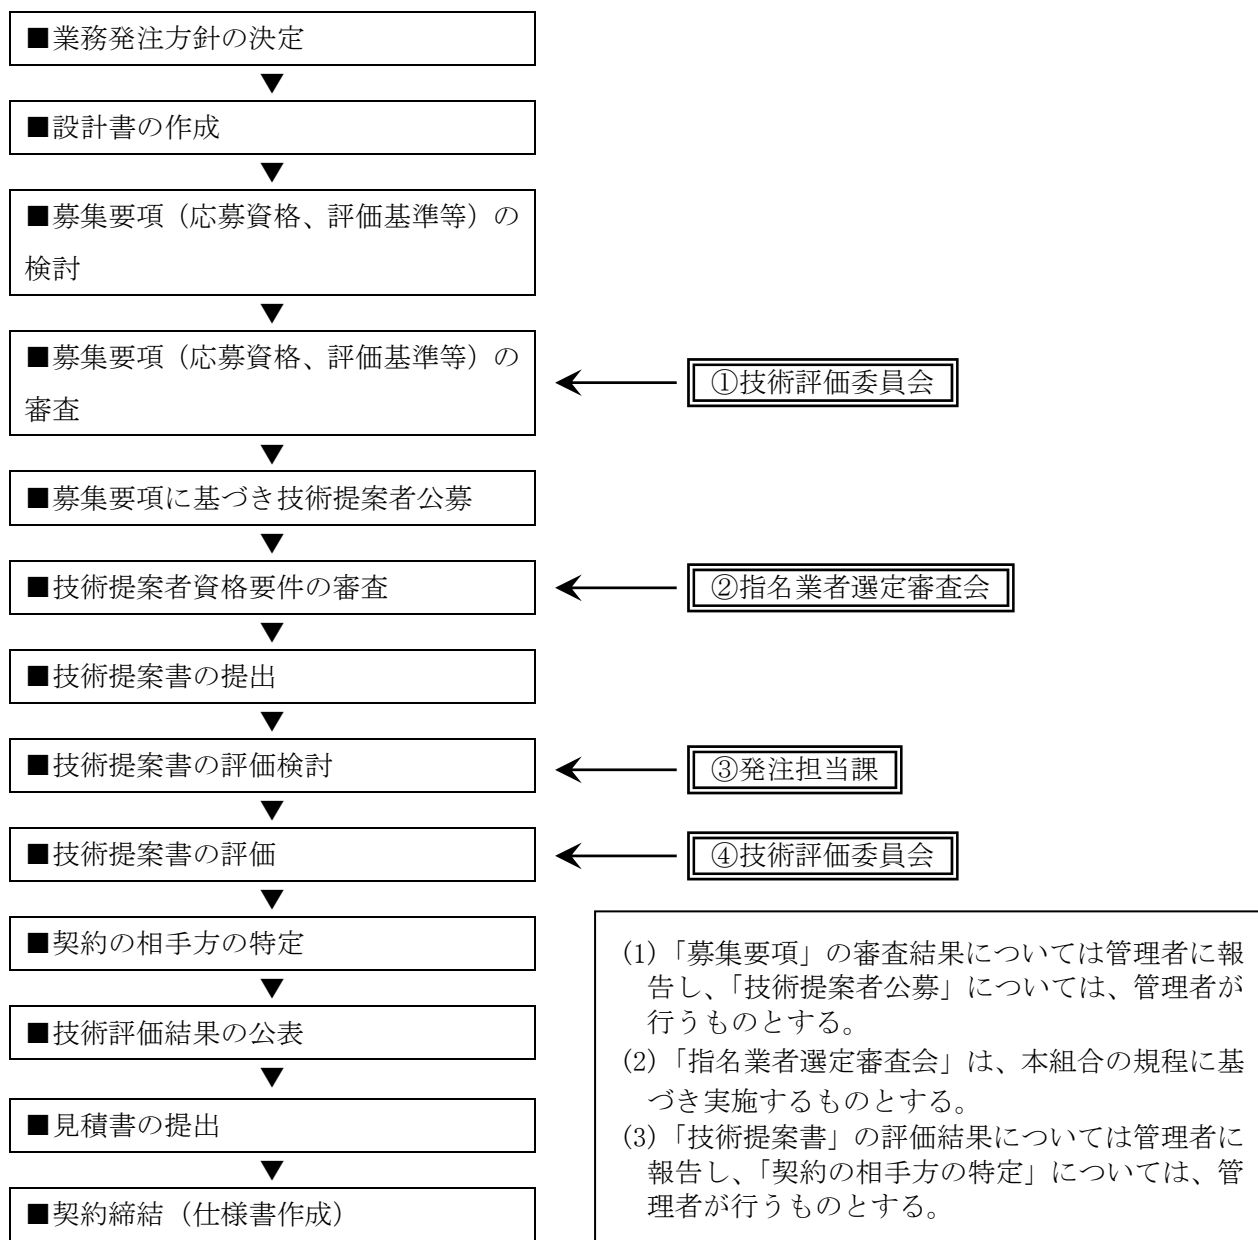 ■業務発注方針の決定
▼
■設計書の作成
▼
■募集要項（応募資格、評価基準等）の
検討
▼
■募集要項（応募資格、評価基準等）の
審査
①技術評価委員会
▼
■募集要項に基づき技術提案者公募
▼
■技術提案者資格要件の審査
②指名業者選定審査会
▼
■技術提案書の提出
▼
■技術提案書の評価検討
③発注担当課
▼
■技術提案書の評価
④技術評価委員会
▼
■契約の相手方の特定
▼
■技術評価結果の公表
▼
■見積書の提出
▼
■契約締結（仕様書作成）
(1)「募集要項」の審査結果については管理者に報
告し、「技術提案者公募」については、管理者が
行うものとする。
(2)「指名業者選定審査会」は、本組合の規程に基
づき実施するものとする。
(3)「技術提案書」の評価結果については管理者に
報告し、「契約の相手方の特定」については、管
理者が行うものとする。